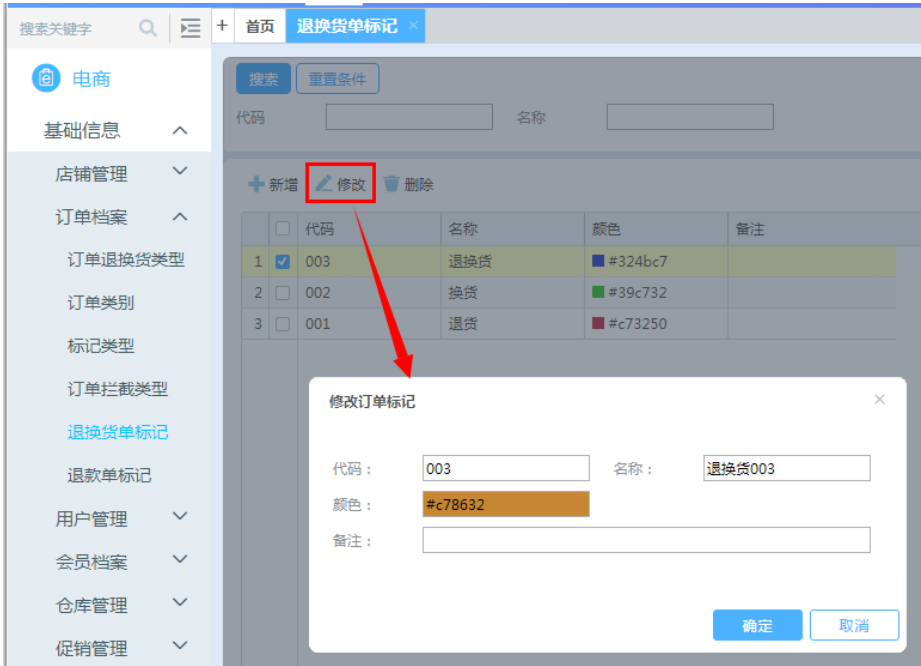 搜索关键字
+ 首页 退换货单标记 ×
电商
基础信息
店铺管理
订单档案
订单退换货类型
订单类别
标记类型
订单拦截类型
退换货单标记
退款单标记
用户管理
会员档案
仓库管理
促销管理
搜索 重置条件
代码 名称
新增 修改 删除
代码 名称 颜色 备注
1 003 退换货 #324bc7
2 002 换货 #39c732
3 001 退货 #c73250
修改订单标记 ×
代码： 003 名称： 退换货003
颜色： #c78632
备注：
确定 取消